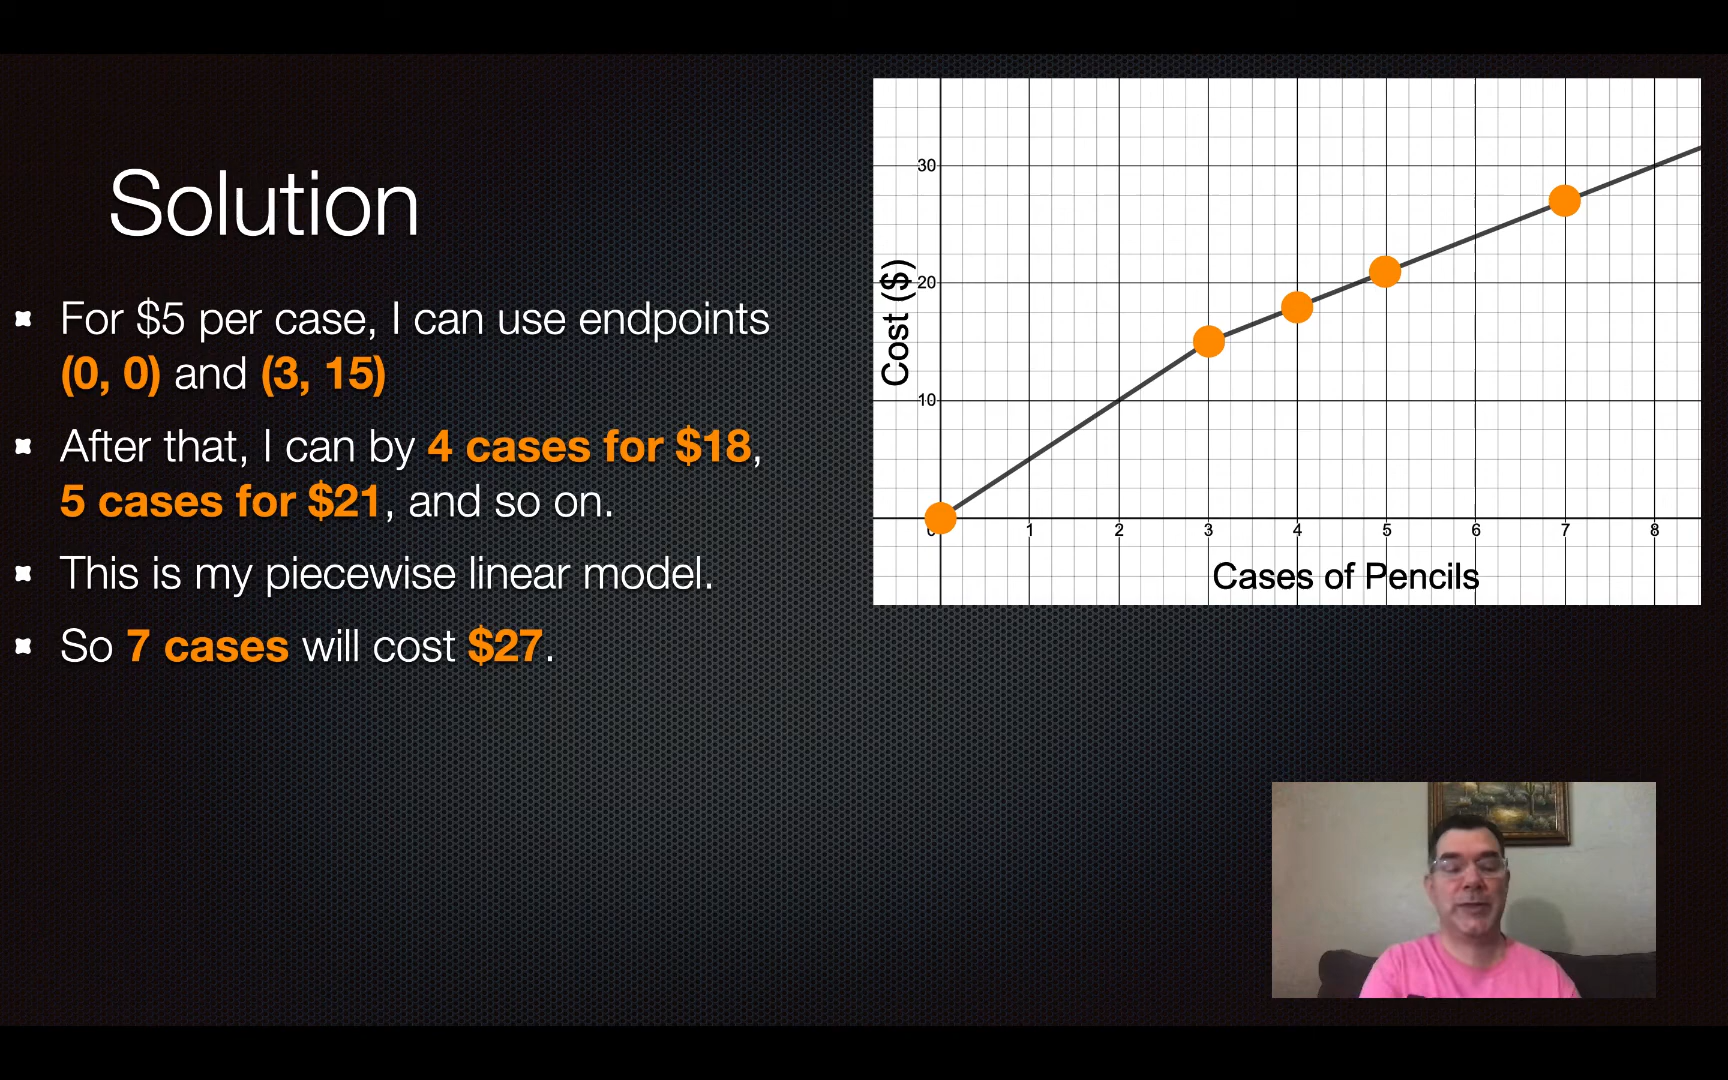 Solution
For $5 per case, I can use endpoints
(0, 0) and (3, 15)
After that, I can by 4 cases for $18,
5 cases for $21, and so on.
This is my piecewise linear model.
So 7 cases will cost $27.
30
20
10
Cost ($)
0 1 2 3 4 5 6 7 8
Cases of Pencils